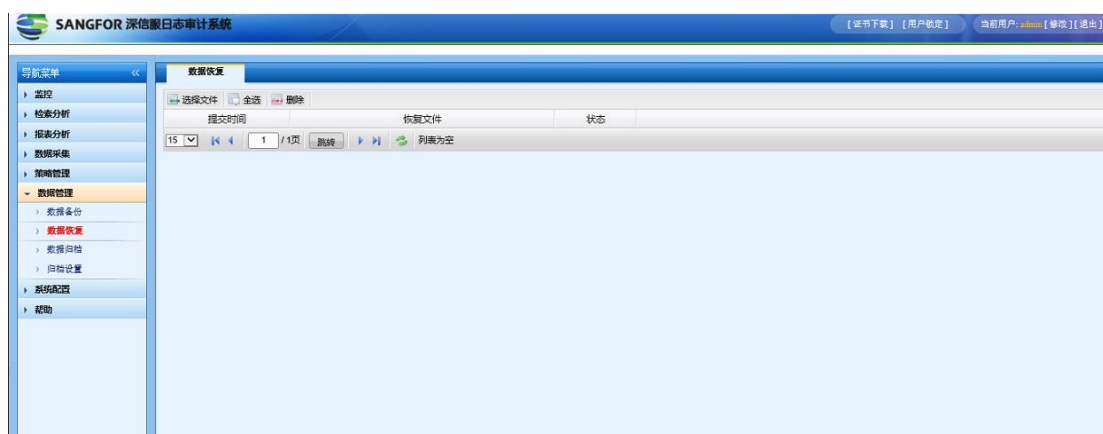 SANGFOR 深信服日志审计系统
[证书下载] [用户锁定] 当前用户: admin [修改] [退出]
导航菜单
数据恢复
监控
选择文件 全选 删除
检索分析
提交时间 恢复文件 状态
报表分析
15 1 /1页 跳转 列表为空
数据采集
策略管理
数据管理
数据备份
数据恢复
数据归档
归档设置
系统配置
帮助